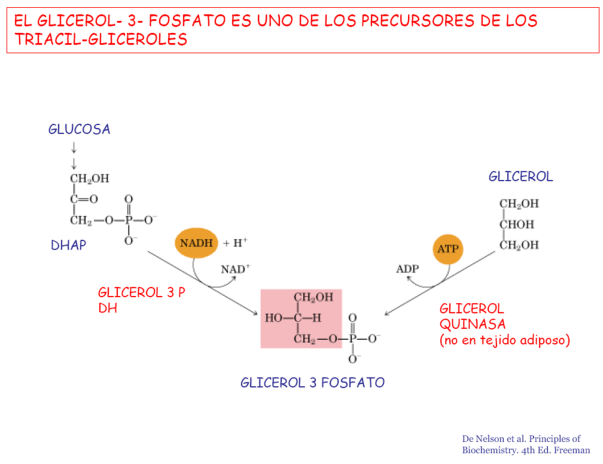 EL GLICEROL- 3- FOSFATO ES UNO DE LOS PRECURSORES DE LOS
TRIACIL-GLICEROLES
GLUCOSA
CH₂OH
C=O
CH₂—O—P—O⁻
O
O⁻
DHAP
NADH + H⁺
NAD⁺
GLICEROL 3 P
DH
GLICEROL
CH₂OH
CHOH
CH₂OH
ATP
ADP
GLICEROL
QUINASA
(no en tejido adiposo)
CH₂OH
HO—C—H
CH₂—O—P—O⁻
O
O⁻
GLICEROL 3 FOSFATO
De Nelson et al. Principles of
Biochemistry. 4th Ed. Freeman